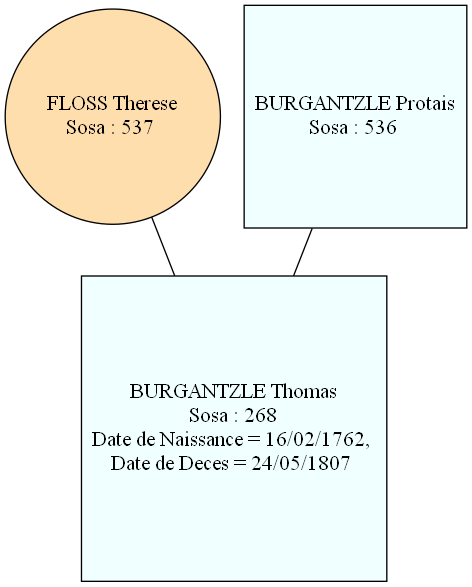 FLOSS Therese
Sosa : 537
BURGANTZLE Protais
Sosa : 536
BURGANTZLE Thomas
Sosa : 268
Date de Naissance = 16/02/1762,
Date de Deces = 24/05/1807